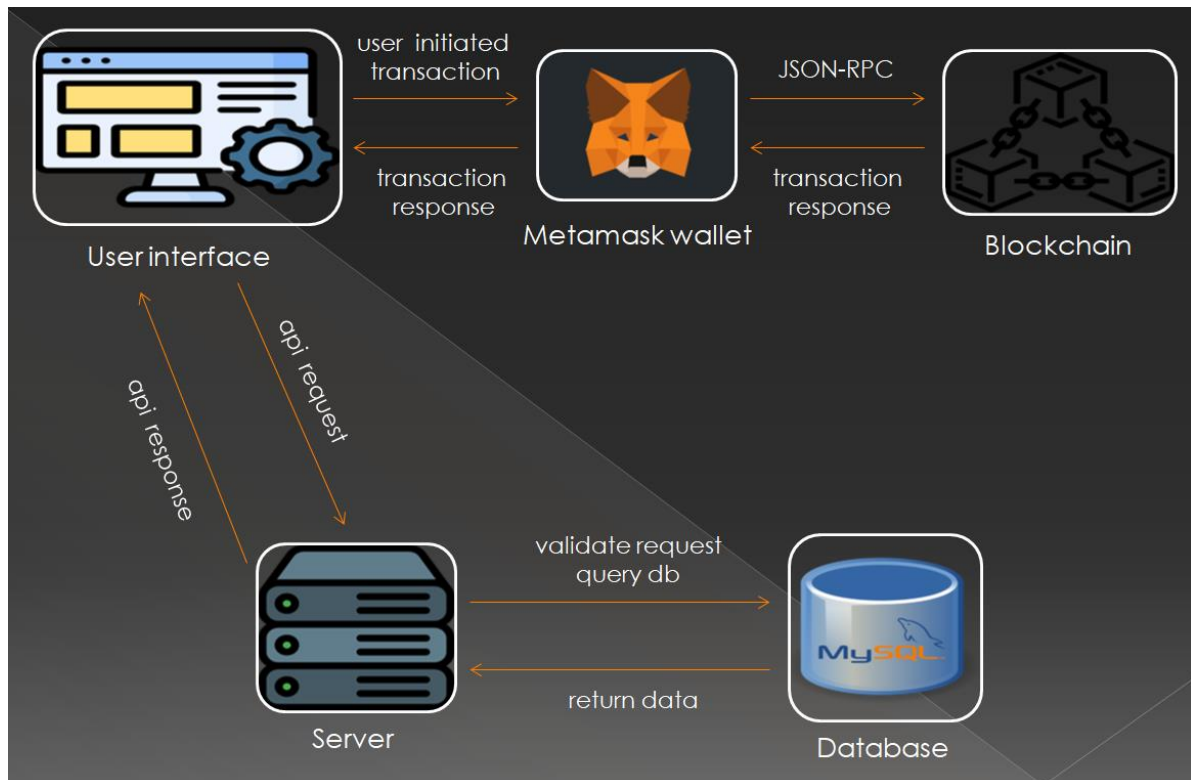 user initiated
transaction
JSON-RPC
transaction
response
transaction
response
User interface
Metamask wallet
Blockchain
api request
api response
validate request
query db
MySQL
return data
Server
Database